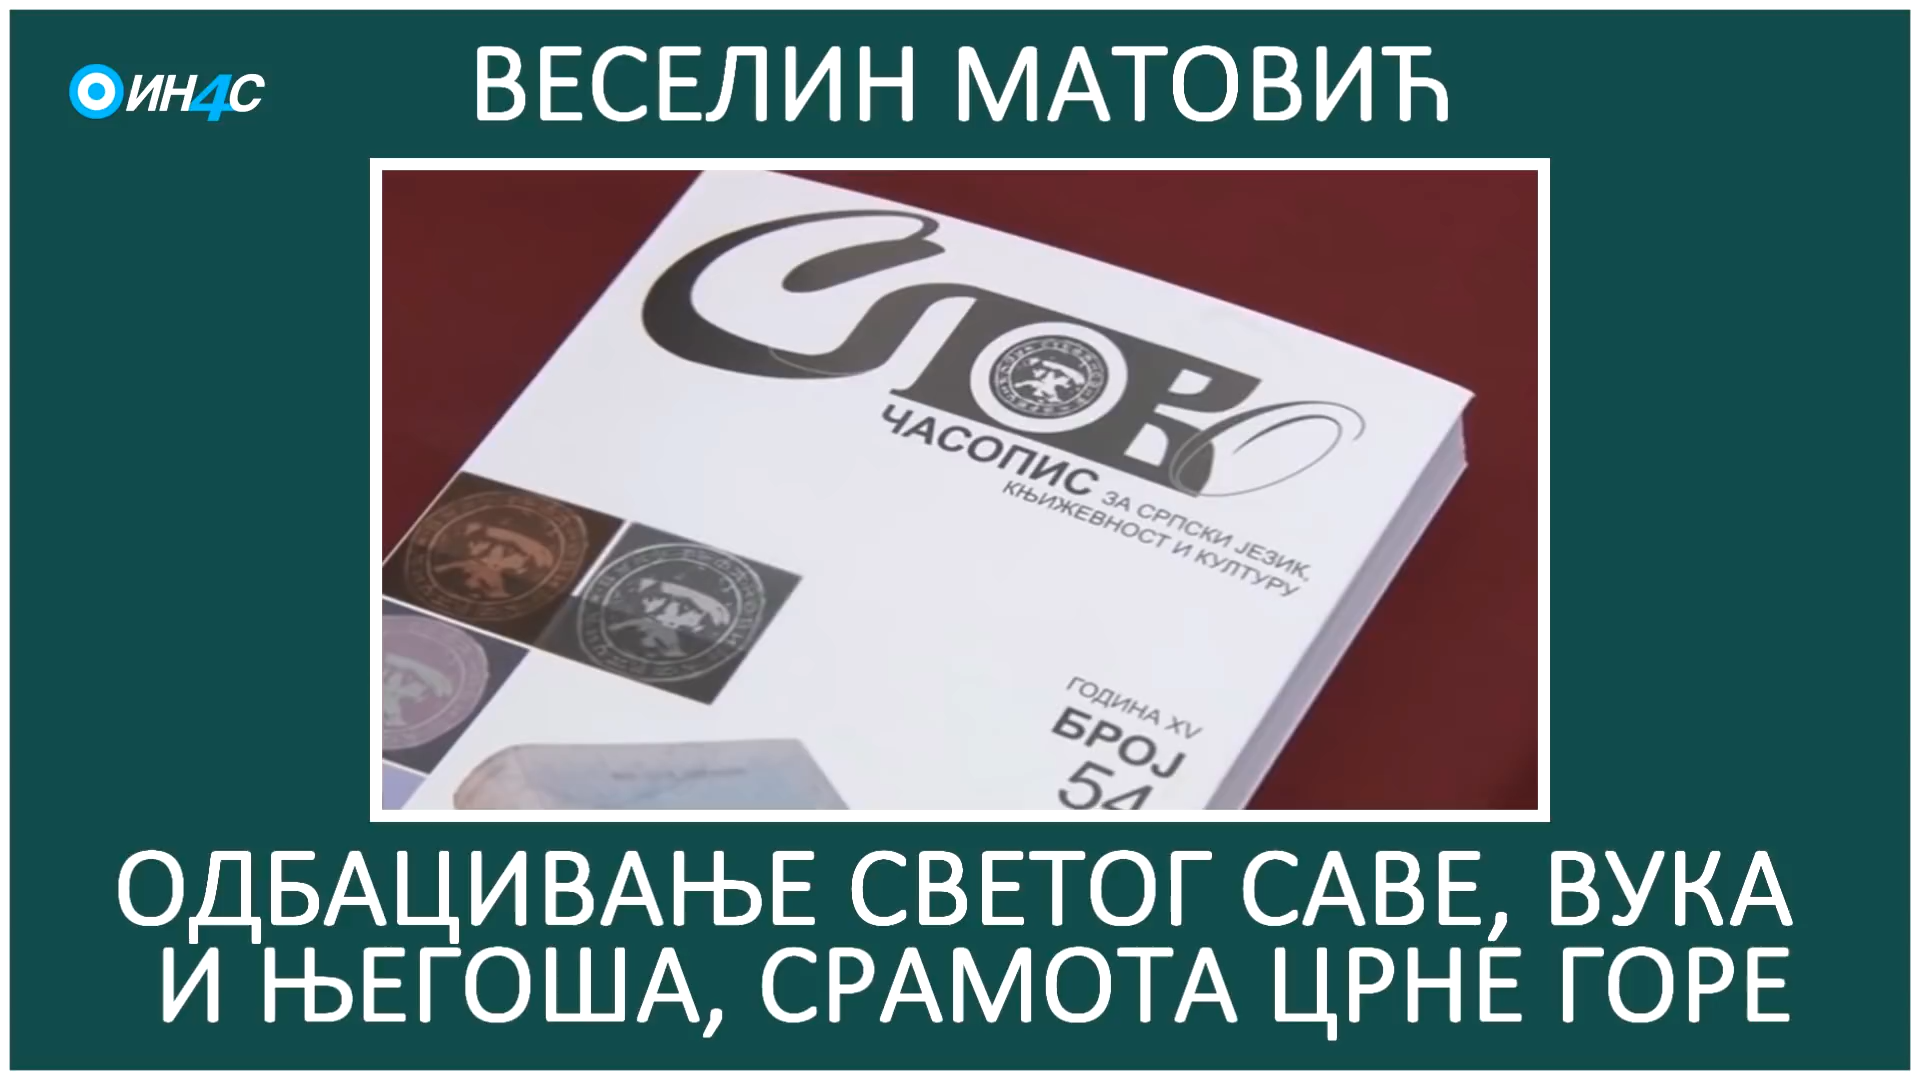 ИН4С
ВЕСЕЛИН МАТОВИЋ
СЛОВО
ЧАСОПИС ЗА СРПСКИ ЈЕЗИК,
КЊИЖЕВНОСТ И КУЛТУРУ
ГОДИНА XV
БРОЈ
54
ОДБАЦИВАЊЕ СВЕТОГ САВЕ, ВУКА
И ЊЕГОША, СРАМОТА ЦРНЕ ГОРЕ